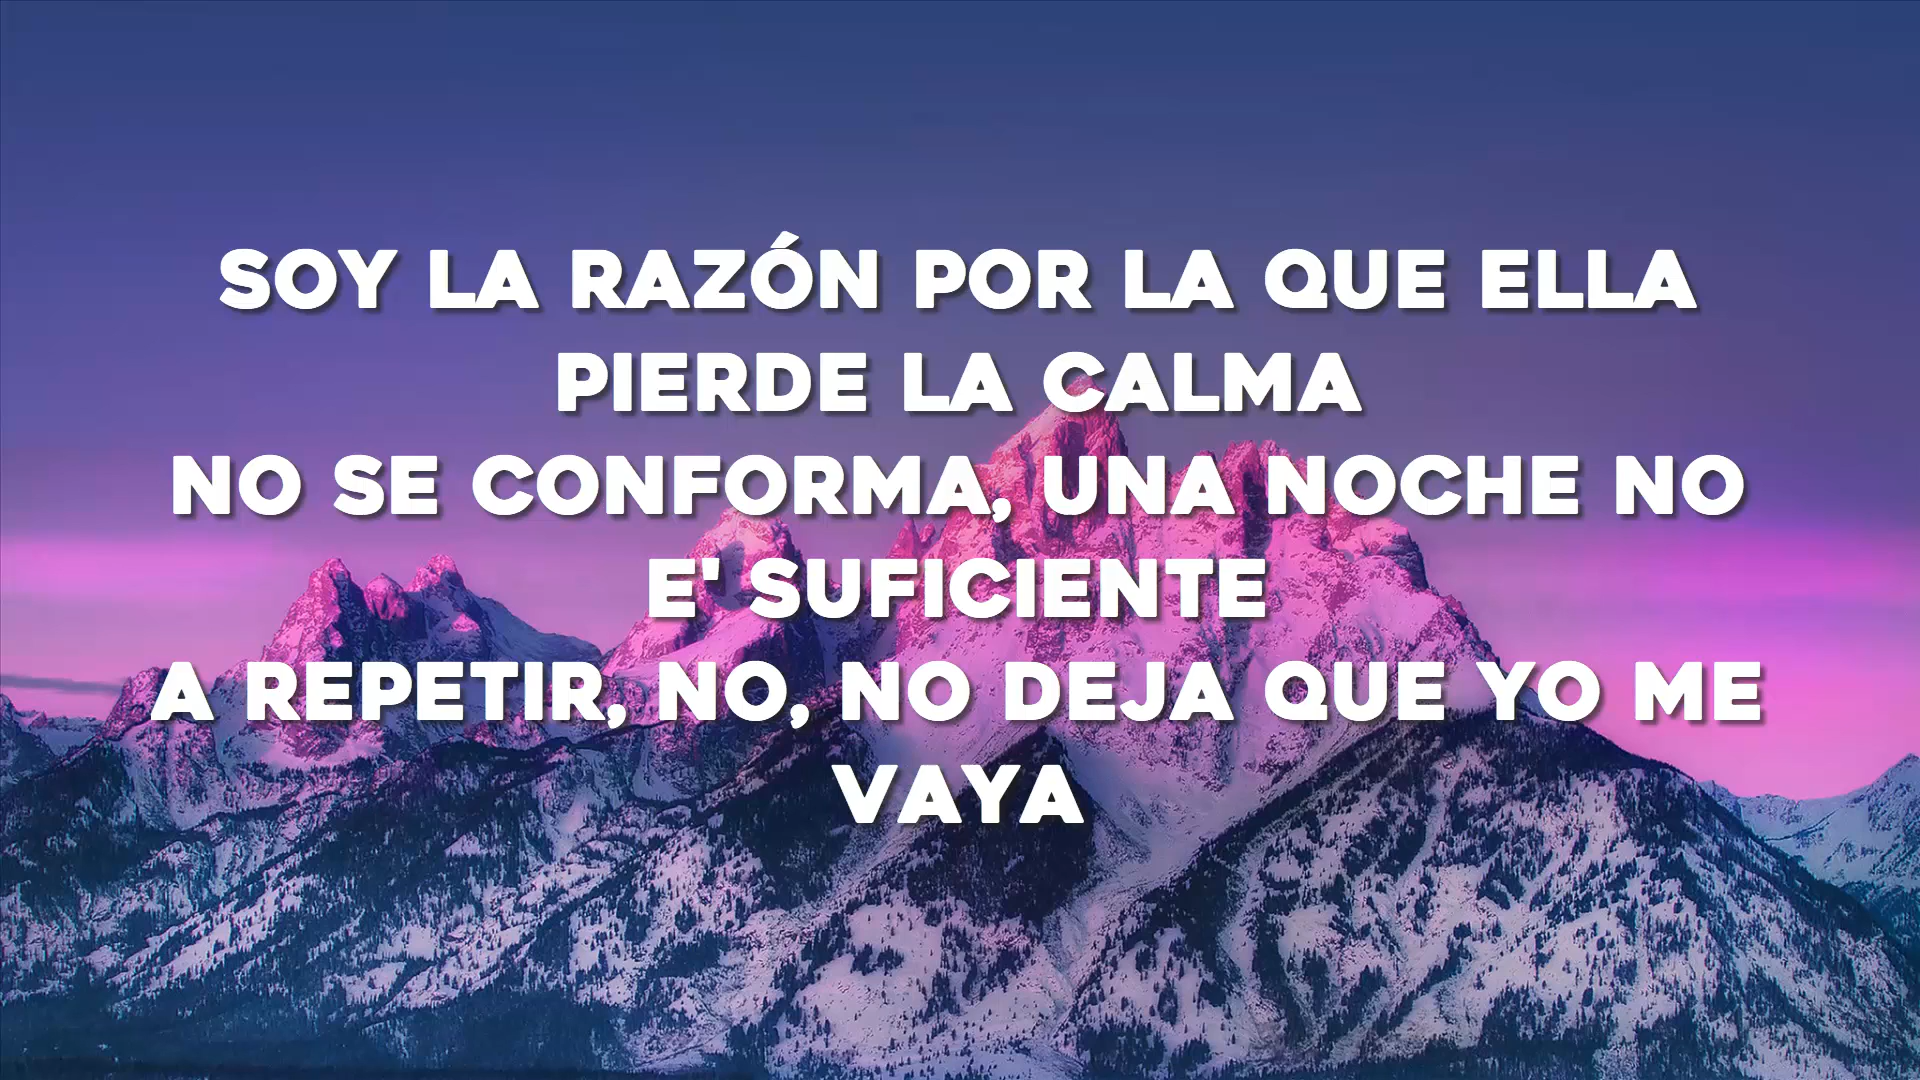 SOY LA RAZÓN POR LA QUE ELLA
PIERDE LA CALMA
NO SE CONFORMA, UNA NOCHE NO
E' SUFICIENTE
A REPETIR, NO, NO DEJA QUE YO ME
VAYA